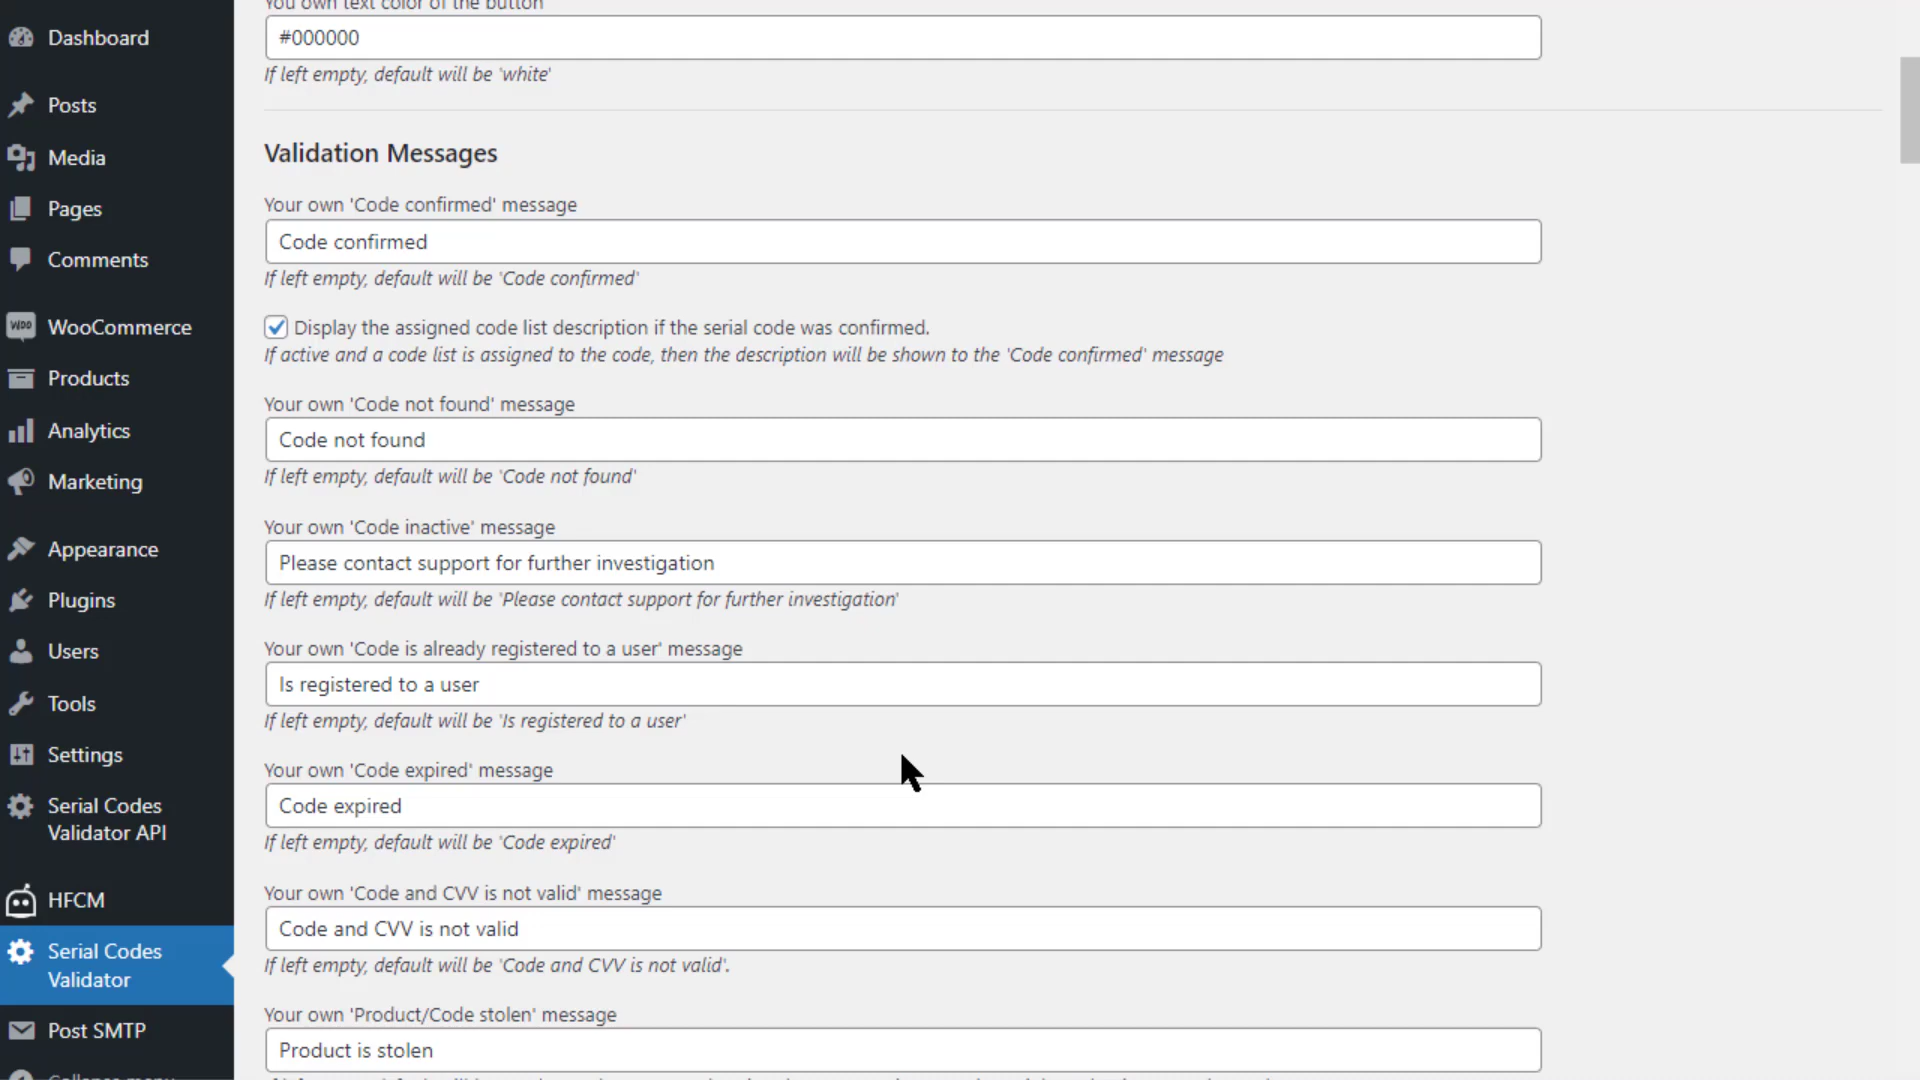 Dashboard
Posts
Media
Pages
Comments
WOO
WooCommerce
Products
Analytics
Marketing
Appearance
Plugins
Users
Tools
Settings
Serial Codes
Validator API
HFCM
Serial Codes
Validator
Post SMTP
Collapse menu
You own text color of the button
#000000
If left empty, default will be 'white'
Validation Messages
Your own 'Code confirmed' message
Code confirmed
If left empty, default will be 'Code confirmed'
Display the assigned code list description if the serial code was confirmed.
If active and a code list is assigned to the code, then the description will be shown to the 'Code confirmed' message
Your own 'Code not found' message
Code not found
If left empty, default will be 'Code not found'
Your own 'Code inactive' message
Please contact support for further investigation
If left empty, default will be 'Please contact support for further investigation'
Your own 'Code is already registered to a user' message
Is registered to a user
If left empty, default will be 'Is registered to a user'
Your own 'Code expired' message
Code expired
If left empty, default will be 'Code expired'
Your own 'Code and CVV is not valid' message
Code and CVV is not valid
If left empty, default will be 'Code and CVV is not valid'.
Your own 'Product/Code stolen' message
Product is stolen